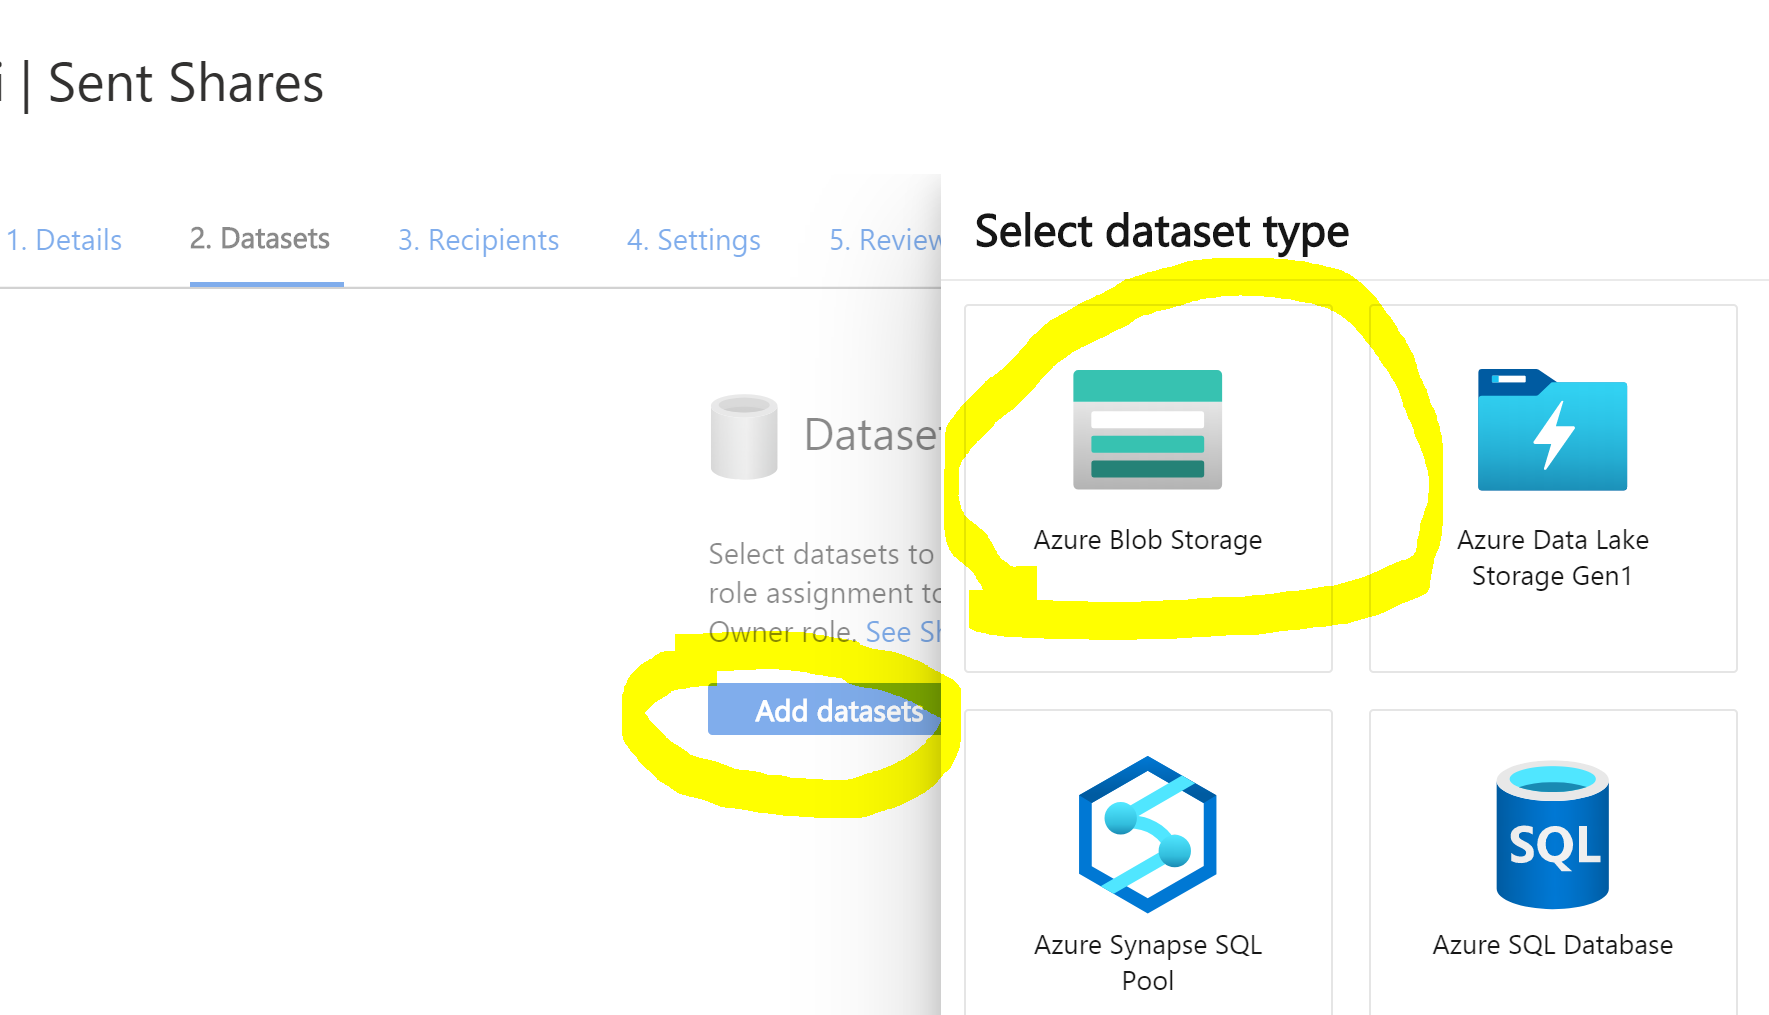 i | Sent Shares
1. Details
2. Datasets
3. Recipients
4. Settings
5. Review
Datase
Select datasets to
role assignment to
Owner role. See Sh
Add datasets
Select dataset type
Azure Blob Storage
Azure Data Lake
Storage Gen1
Azure Synapse SQL
Pool
SQL
Azure SQL Database